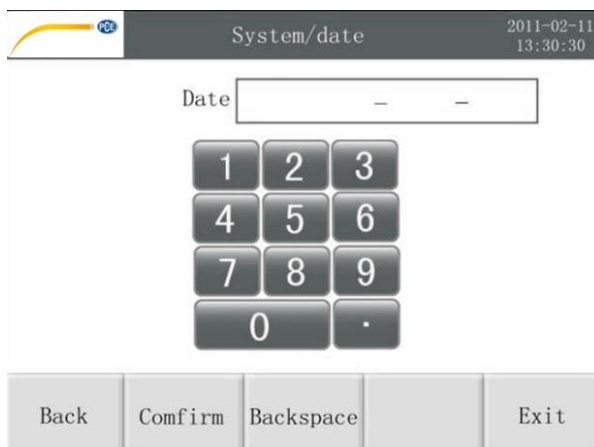 PCE
System/date
2011-02-11
13:30:30
Date - -
1 2 3
4 5 6
7 8 9
0 .
Back Comfirm Backspace Exit